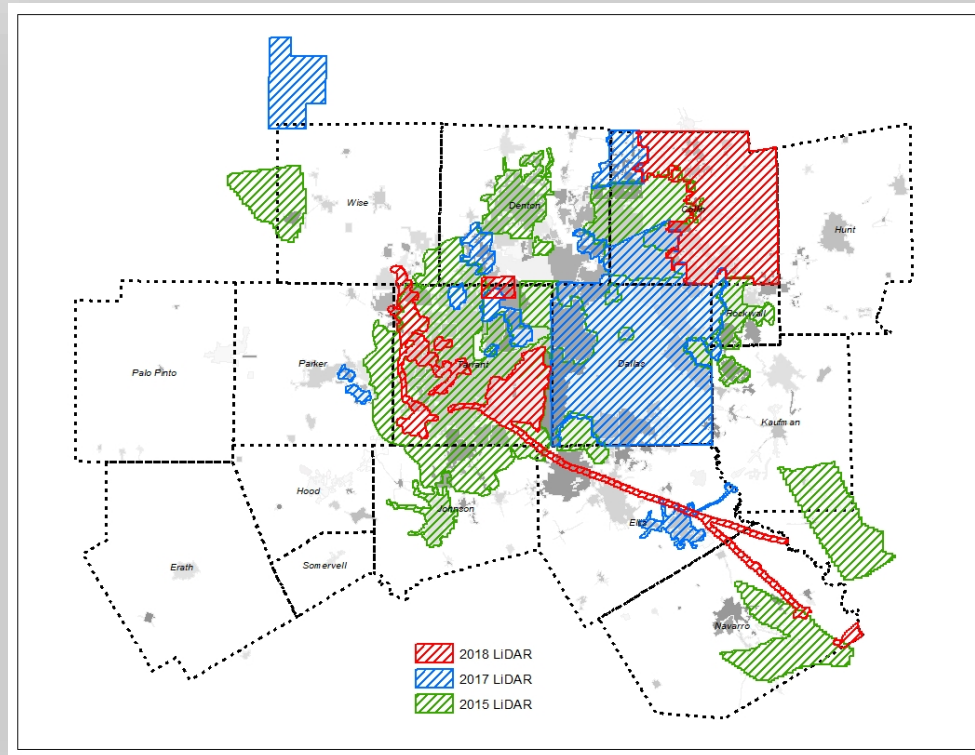 Wise
Denton
Hunt
Rockwall
Palo Pinto
Parker
Tarrant
Dallas
Kaufman
Hood
Johnson
Ellis
Erath
Somervell
Navarro
2018 LiDAR
2017 LiDAR
2015 LiDAR